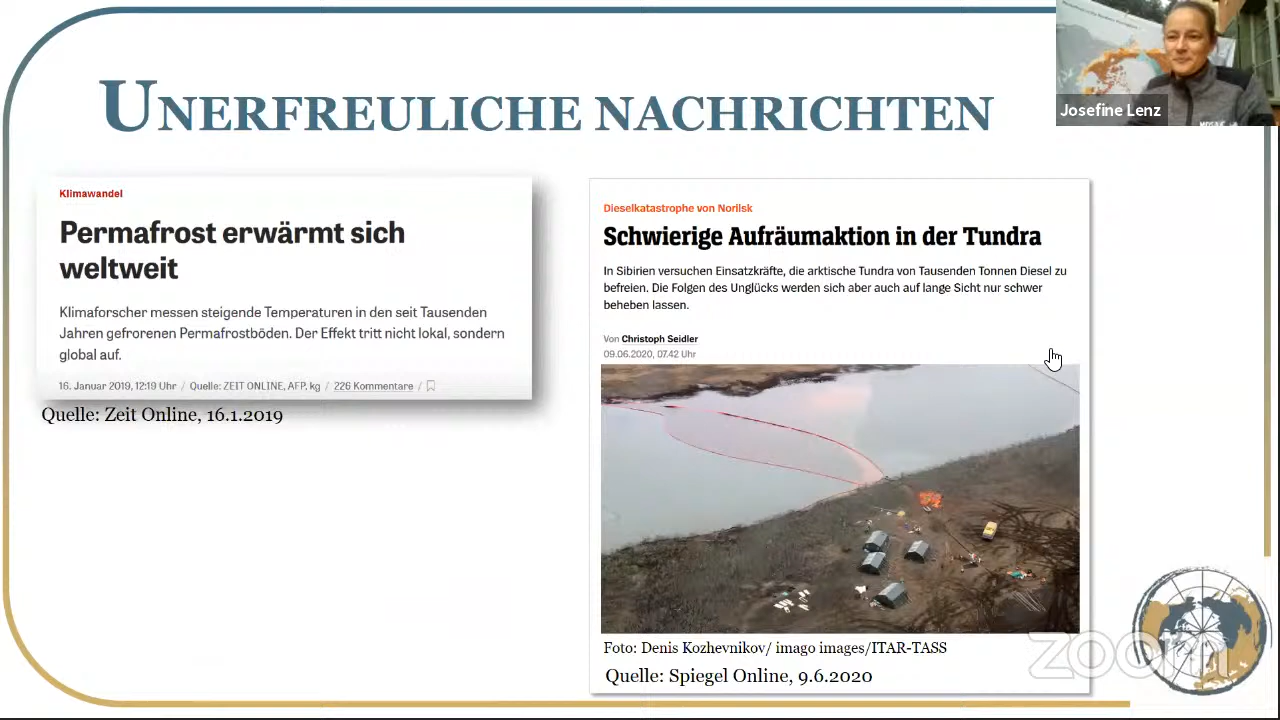 UNERFREULICHE NACHRICHTEN
Josefine Lenz
Klimawandel
Permafrost erwärmt sich
weltweit
Klimaforscher messen steigende Temperaturen in den seit Tausenden
Jahren gefrorenen Permafrostböden. Der Effekt tritt nicht lokal, sondern
global auf.
16. Januar 2019, 12:19 Uhr / Quelle: ZEIT ONLINE, AFP, kg / 226 Kommentare /
Quelle: Zeit Online, 16.1.2019
Dieselkatastrophe von Norilsk
Schwierige Aufräumaktion in der Tundra
In Sibirien versuchen Einsatzkräfte, die arktische Tundra von Tausenden Tonnen Diesel zu
befreien. Die Folgen des Unglücks werden sich aber auch auf lange Sicht nur schwer
beheben lassen.
Von Christoph Seidler
09.06.2020, 07.42 Uhr
Foto: Denis Kozhevnikov/ imago images/ITAR-TASS
Quelle: Spiegel Online, 9.6.2020
zoom